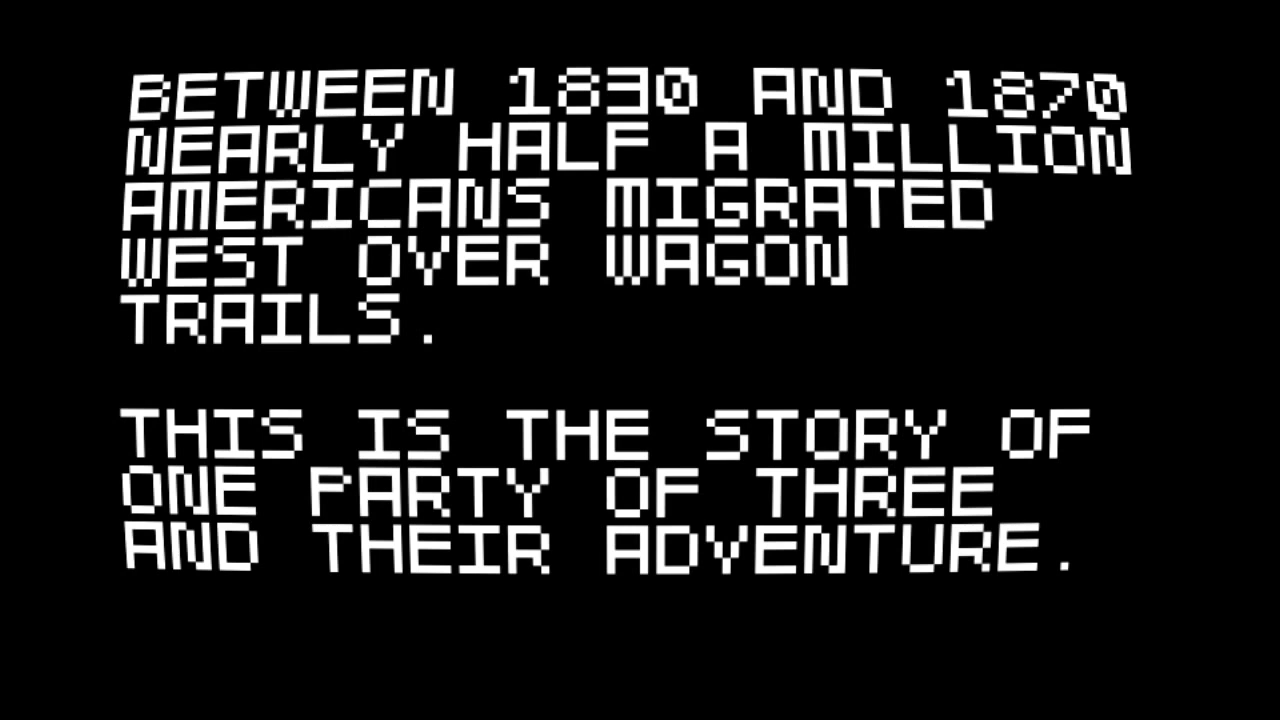 BETWEEN 1830 AND 1870
NEARLY HALF A MILLION
AMERICANS MIGRATED
WEST OVER WAGON
TRAILS.
THIS IS THE STORY OF
ONE PARTY OF THREE
AND THEIR ADVENTURE.